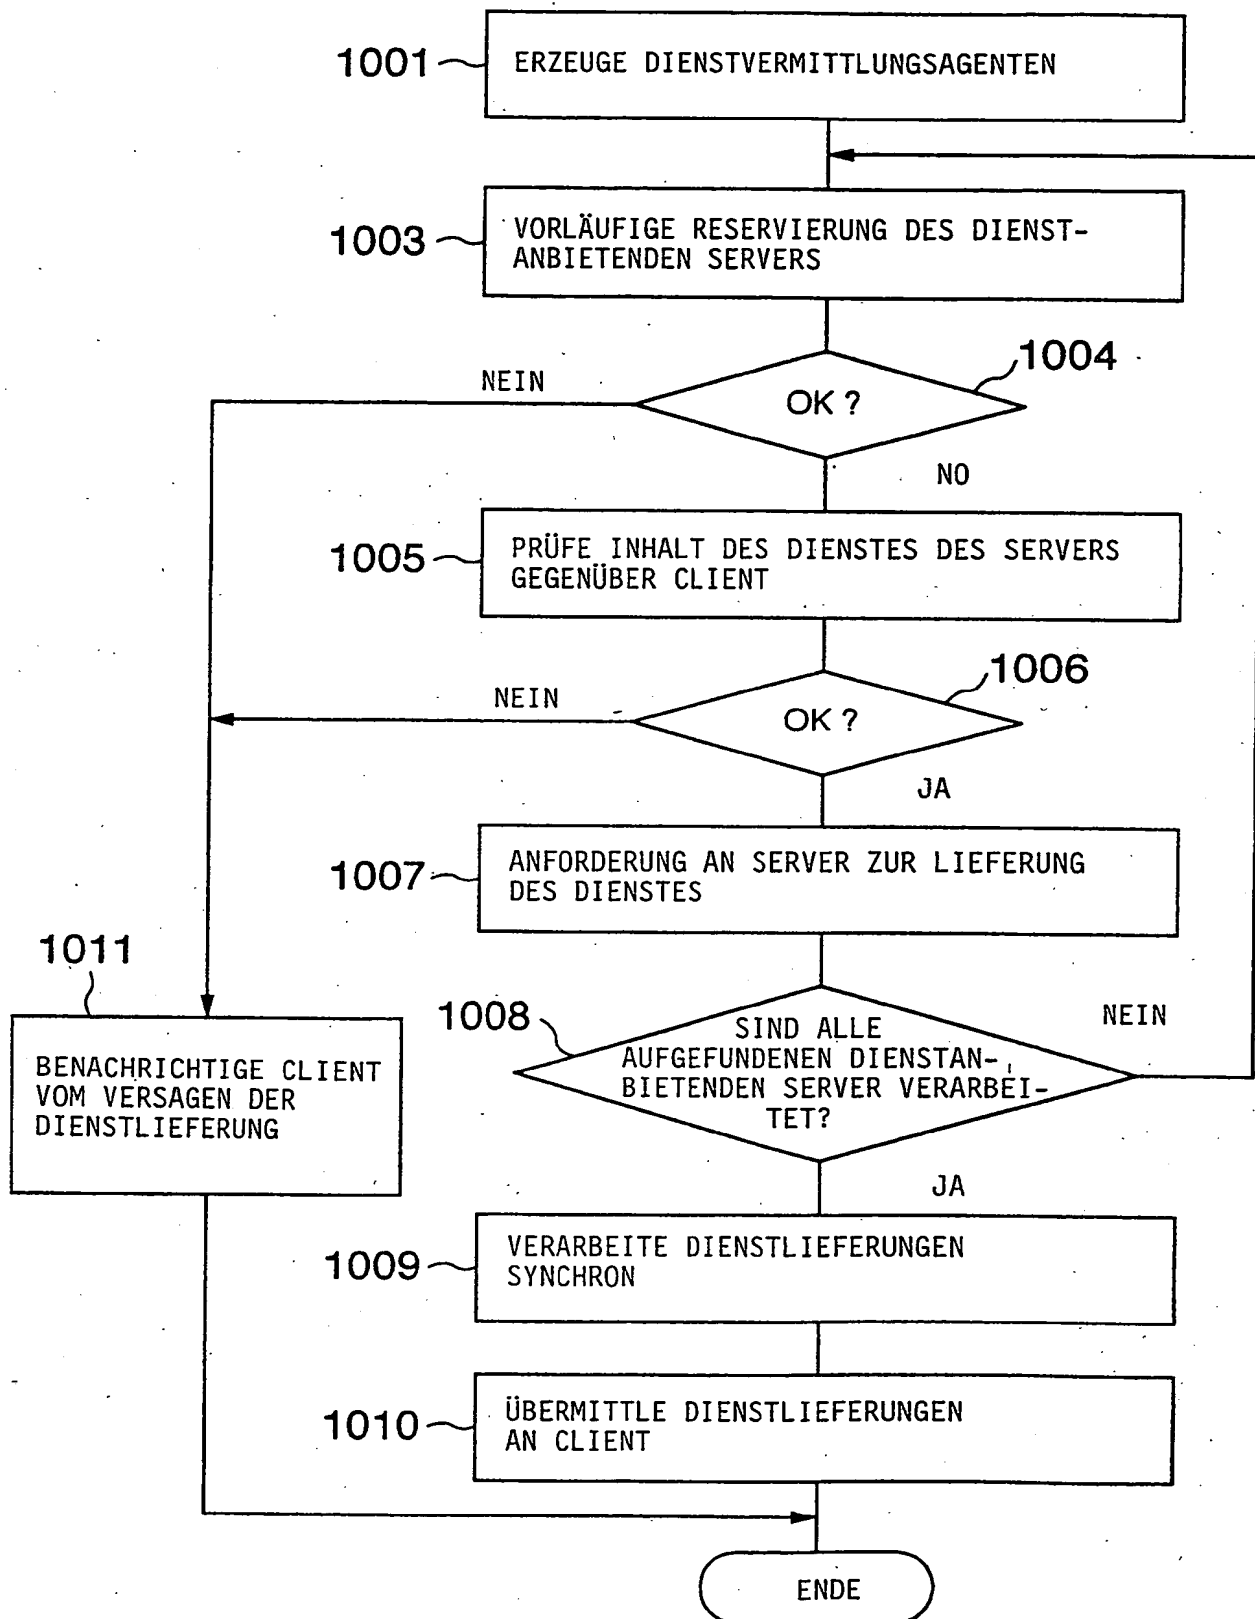 1001
ERZEUGE DIENSTVERMITTLUNGSAGENTEN
1003
VORLÄUFIGE RESERVIERUNG DES DIENST-
ANBIETENDEN SERVERS
1004
NEIN
OK ?
NO
1005
PRÜFE INHALT DES DIENSTES DES SERVERS
GEGENÜBER CLIENT
1006
NEIN
OK ?
JA
1007
ANFORDERUNG AN SERVER ZUR LIEFERUNG
DES DIENSTES
1011
BENACHRICHTIGE CLIENT
VOM VERSAGEN DER
DIENSTLIEFERUNG
1008
SIND ALLE
AUFGEFUNDENEN DIENSTAN-
BIETENDEN SERVER VERARBEI-
TET?
NEIN
JA
1009
VERARBEITE DIENSTLIEFERUNGEN
SYNCHRON
1010
ÜBERMITTLE DIENSTLIEFERUNGEN
AN CLIENT
ENDE